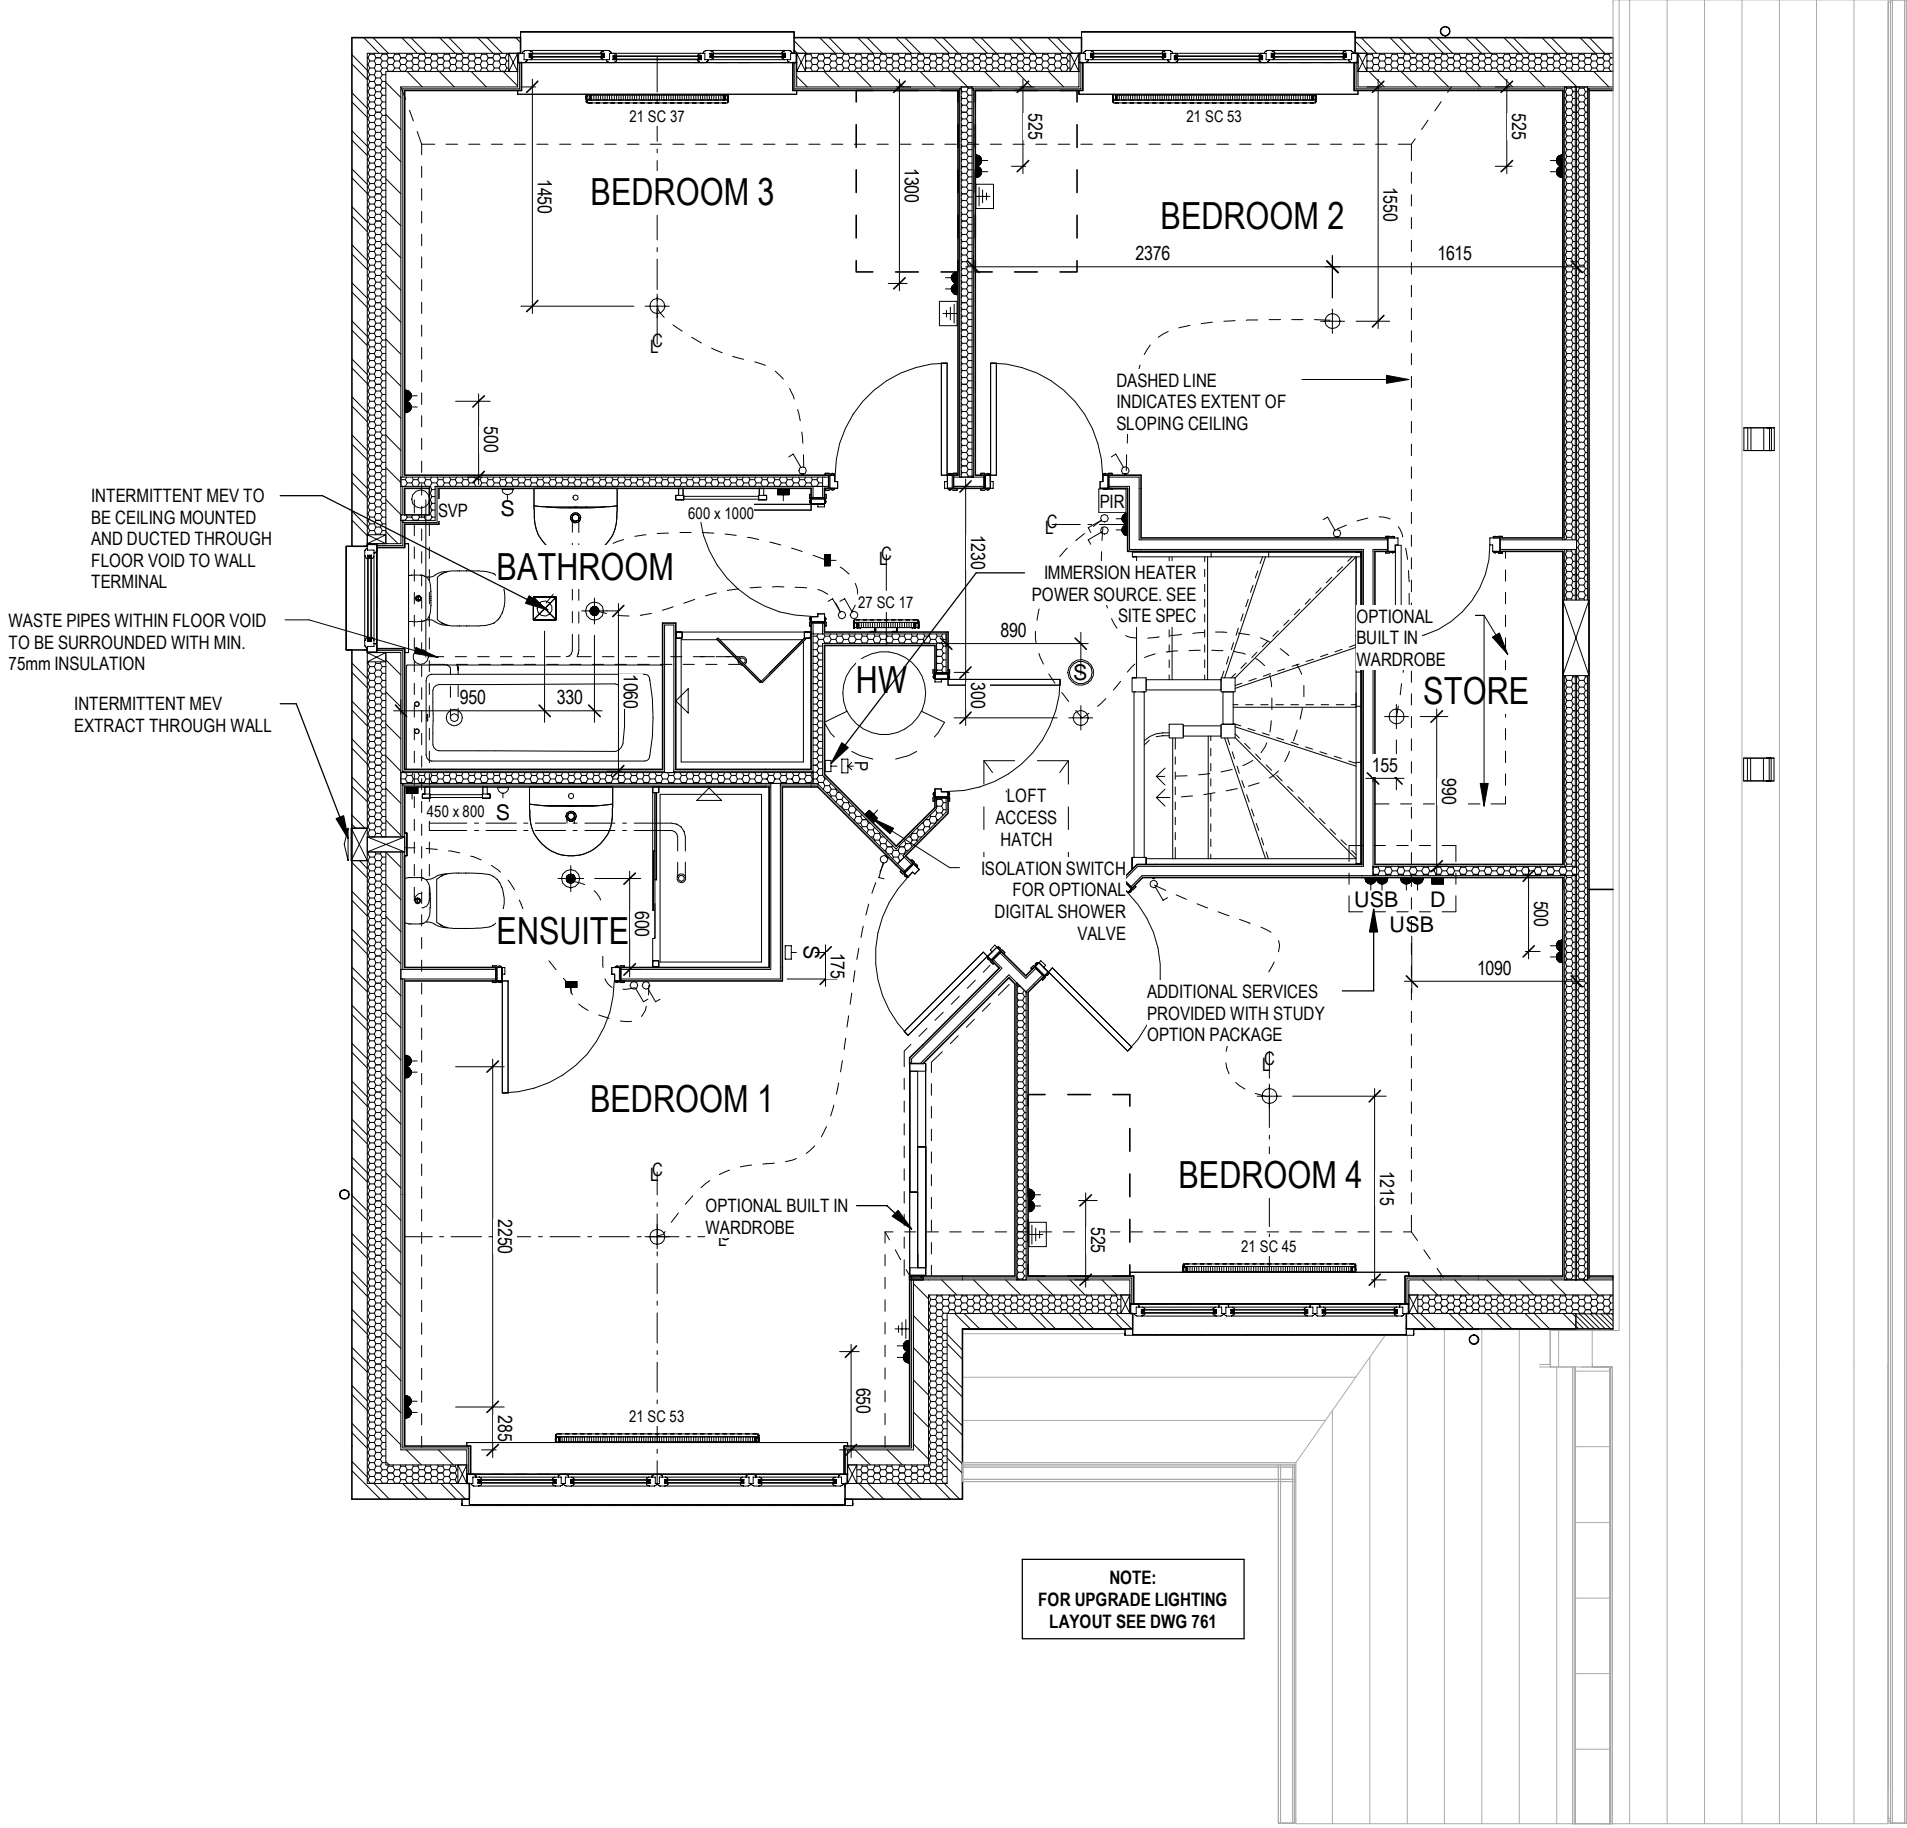 21 SC 37
21 SC 53
525
525
1450
1300
1550
BEDROOM 3
BEDROOM 2
2376
1615
DASHED LINE
INDICATES EXTENT OF
SLOPING CEILING
500
INTERMITTENT MEV TO
BE CEILING MOUNTED
AND DUCTED THROUGH
FLOOR VOID TO WALL
TERMINAL
SVP
S
600 x 1000
PIR
BATHROOM
1230
IMMERSION HEATER
POWER SOURCE. SEE
SITE SPEC
27 SC 17
WASTE PIPES WITHIN FLOOR VOID
TO BE SURROUNDED WITH MIN.
75mm INSULATION
890
OPTIONAL
BUILT IN
WARDROBE
S
HW
STORE
INTERMITTENT MEV
EXTRACT THROUGH WALL
950
330
1060
300
P
155
990
LOFT
ACCESS
HATCH
450 x 800
S
ISOLATION SWITCH
FOR OPTIONAL
DIGITAL SHOWER
VALVE
USB
D
USB
500
ENSUITE
600
S
175
1090
ADDITIONAL SERVICES
PROVIDED WITH STUDY
OPTION PACKAGE
BEDROOM 1
BEDROOM 4
1215
OPTIONAL BUILT IN
WARDROBE
2250
525
21 SC 45
650
285
21 SC 53
NOTE:
FOR UPGRADE LIGHTING
LAYOUT SEE DWG 761